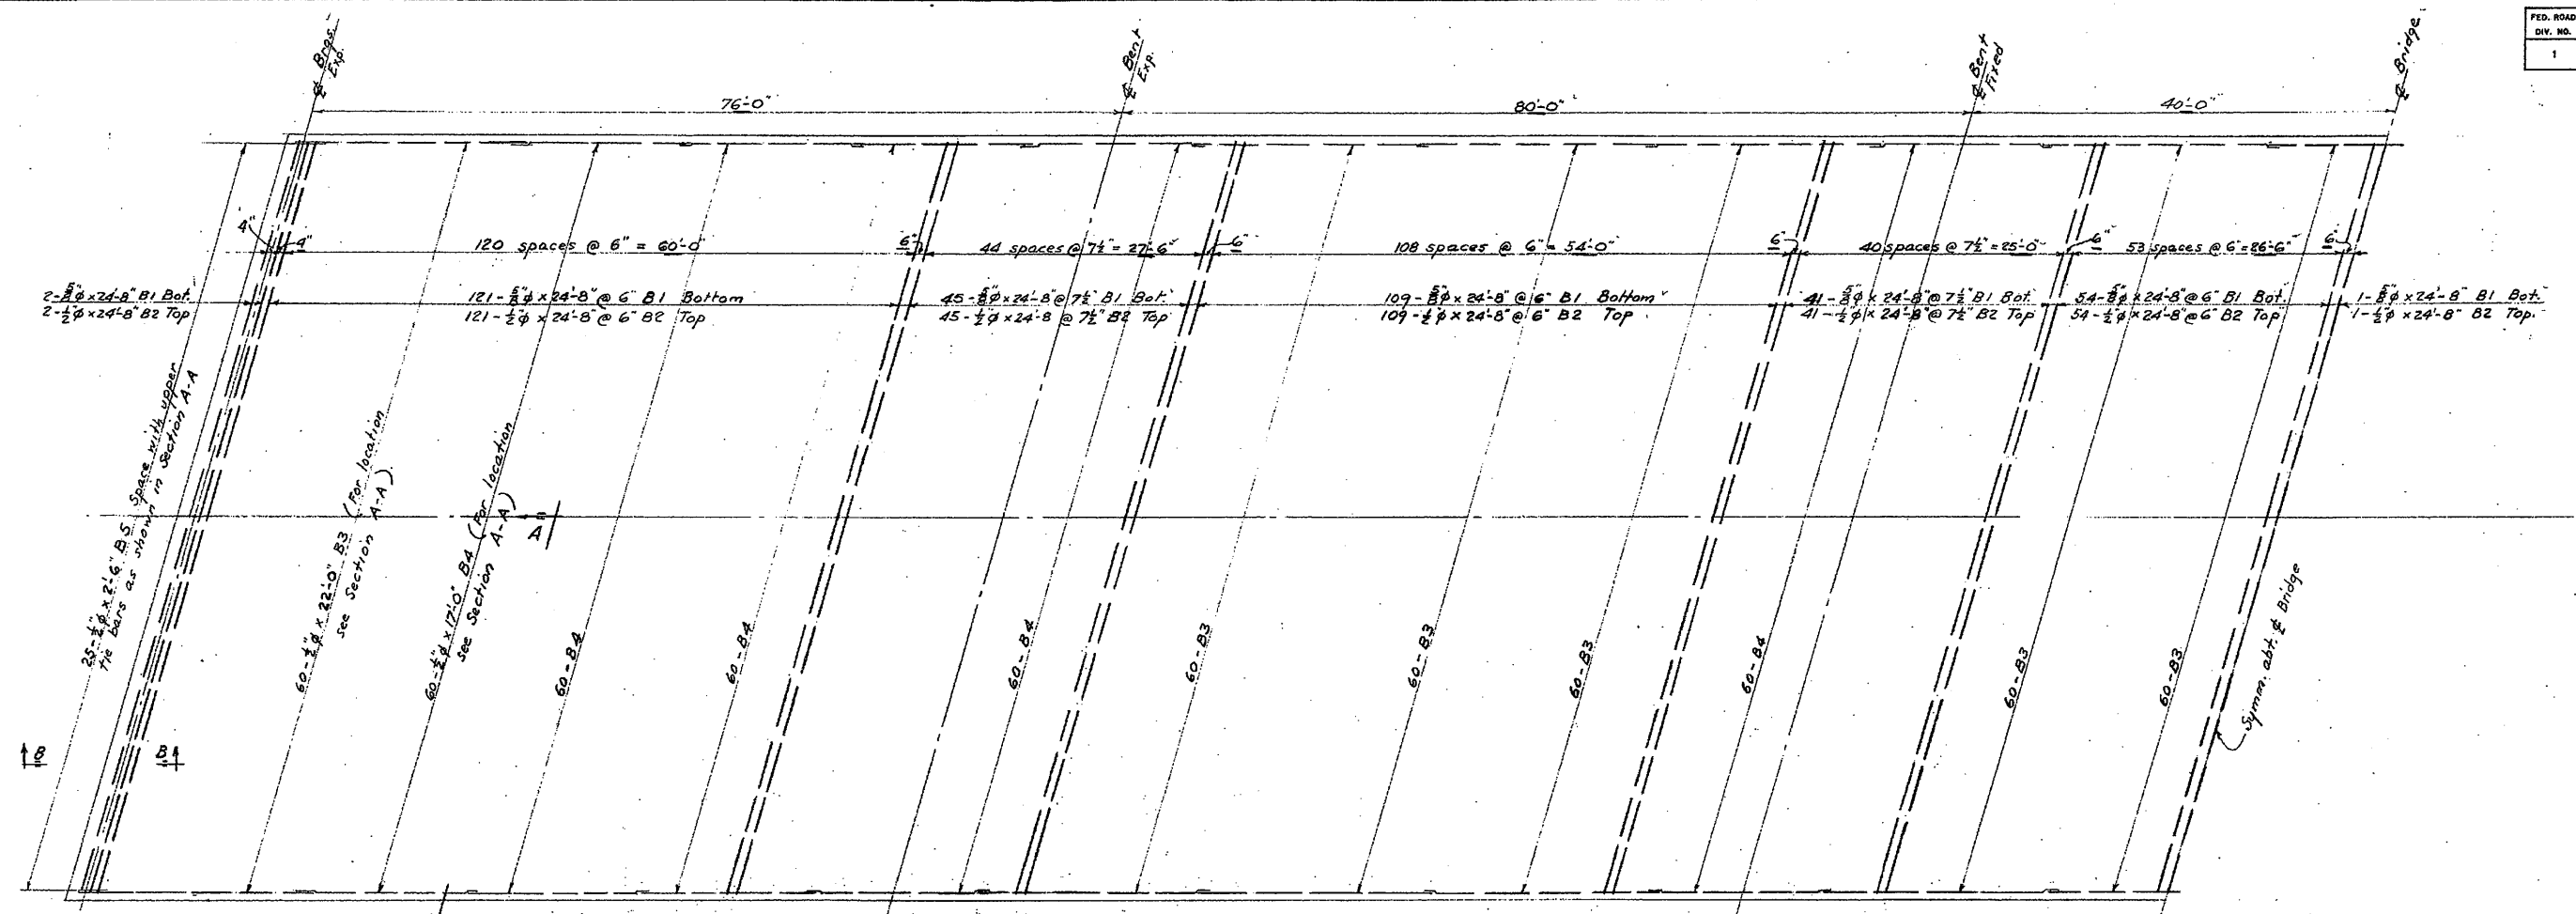 FED. ROAD
DIV. NO.
1
℄ Brgs.
Exp.
℄ Bent
Exp.
℄ Bent
Fixed
℄ Bridge
76'-0"
80'-0"
40'-0"
4"
4"
120 spaces @ 6" = 60'-0"
6"
44 spaces @ 7½" = 27'-6"
6"
108 spaces @ 6" = 54'-0"
6"
40 spaces @ 7½" = 25'-0"
6"
53 spaces @ 6" = 26'-6"
6"
2-⅝"φ x 24'-8" B1 Bot.
2-½"φ x 24'-8" B2 Top
121-⅝"φ x 24'-8" @ 6" B1 Bottom
121-½"φ x 24'-8" @ 6" B2 Top
45-⅝"φ x 24'-8" @ 7½" B1 Bot.
45-½"φ x 24'-8 @ 7½" B2 Top
109-⅝"φ x 24'-8" @ 6" B1 Bottom
109-½"φ x 24'-8" @ 6" B2 Top
41-⅝"φ x 24'-8" @ 7½" B1 Bot.
41-½"φ x 24'-8" @ 7½" B2 Top
54-⅝"φ x 24'-8" @ 6" B1 Bot.
54-½"φ x 24'-8" @ 6" B2 Top
1-⅝"φ x 24'-8" B1 Bot.
1-½"φ x 24'-8" B2 Top.
25-½"φ x 2'-6" B5 Space with upper
tie bars as shown in Section A-A
60-½"φ x 22'-0" B3 (For location
see Section A-A)
60-½"φ x 17'-0" B4 (For location
see Section A-A)
A
60-B4
60-B4
60-B4
60-B3
60-B3
60-B3
60-B4
60-B3
60-B3
Symm. abt. ℄ Bridge
B
B